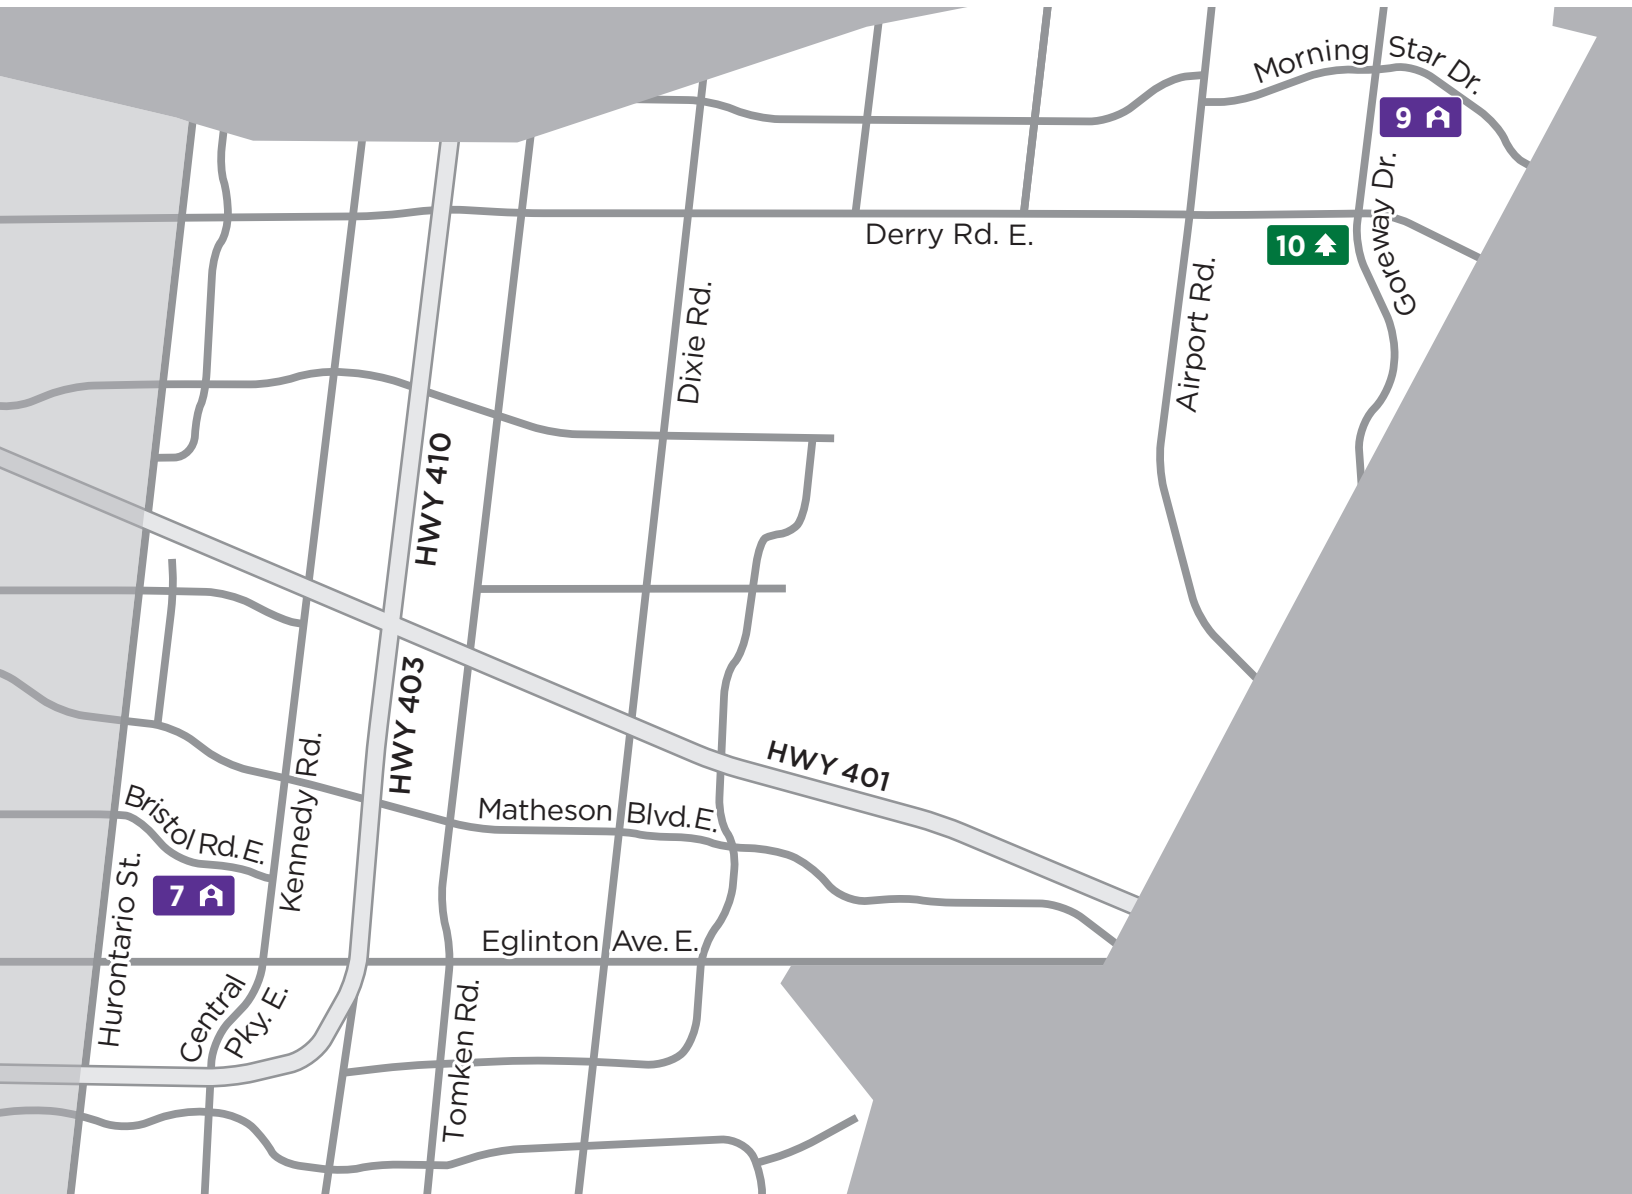 Morning Star Dr.
9
Goreway Dr.
Derry Rd. E.
10
Airport Rd.
Dixie Rd.
HWY 410
HWY 403
HWY 401
Kennedy Rd.
Matheson Blvd. E.
Bristol Rd. E.
7
Hurontario St.
Eglinton Ave. E.
Central
Pky. E.
Tomken Rd.